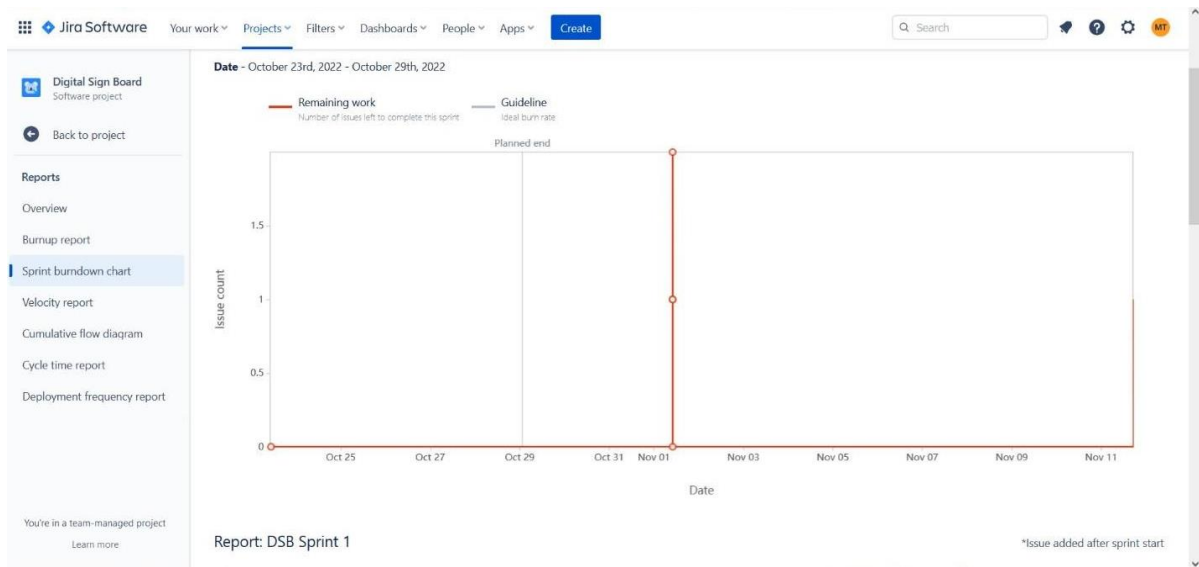 Jira Software Your work Projects Filters Dashboards People Apps Create Search MT
Digital Sign Board
Software project
Back to project
Reports
Overview
Burnup report
Sprint burndown chart
Velocity report
Cumulative flow diagram
Cycle time report
Deployment frequency report
You're in a team-managed project
Learn more
Date - October 23rd, 2022 - October 29th, 2022
Remaining work
Number of issues left to complete this sprint
Guideline
Ideal burn rate
Planned end
Issue count
1.5
1
0.5
0
Oct 25 Oct 27 Oct 29 Oct 31 Nov 01 Nov 03 Nov 05 Nov 07 Nov 09 Nov 11
Date
Report: DSB Sprint 1
*Issue added after sprint start